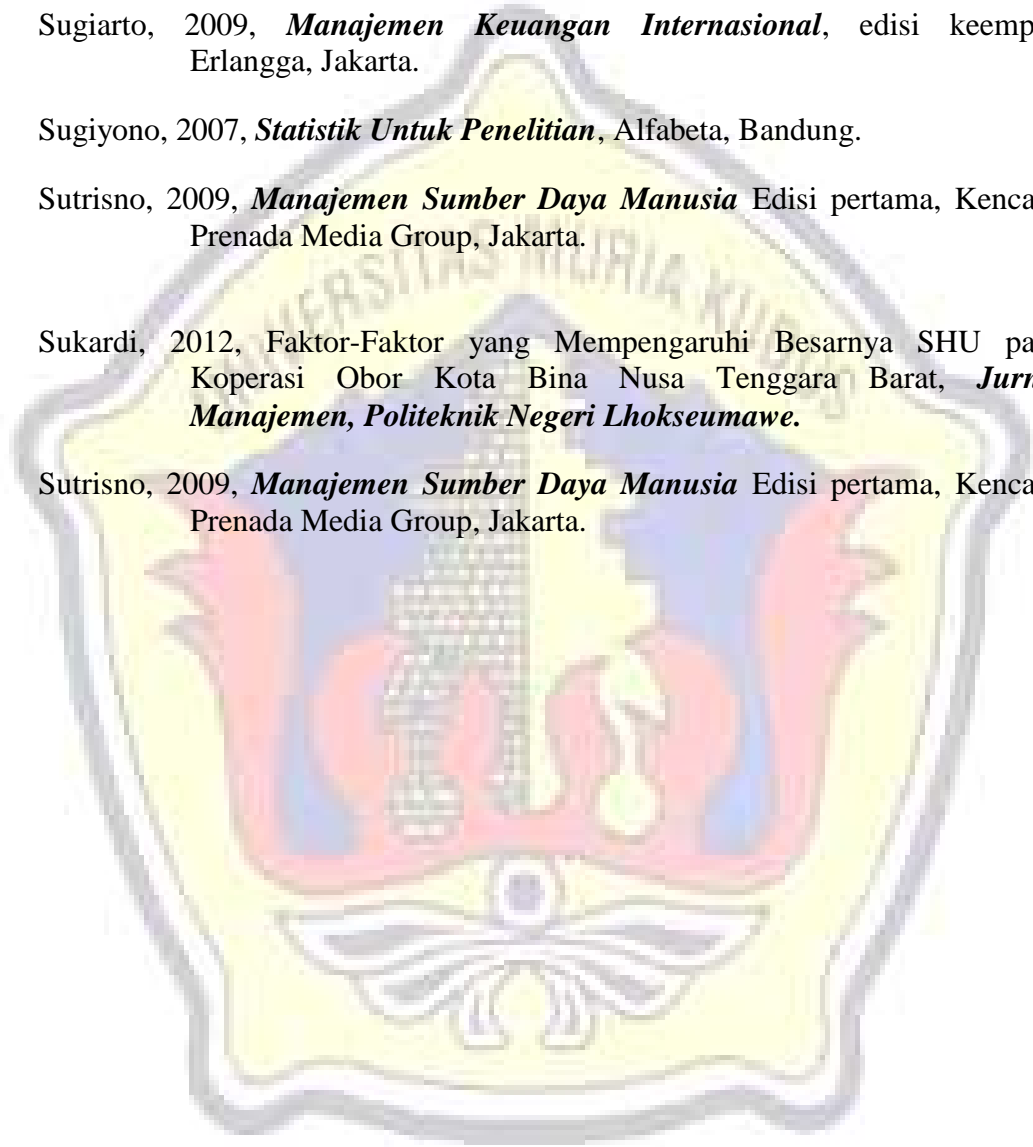 Sugiarto, 2009, Manajemen Keuangan Internasional, edisi keemp
Erlangga, Jakarta.
Sugiyono, 2007, Statistik Untuk Penelitian, Alfabeta, Bandung.
Sutrisno, 2009, Manajemen Sumber Daya Manusia Edisi pertama, Kenca
Prenada Media Group, Jakarta.
UNIVERSITAS MURIA KUDUS
Sukardi, 2012, Faktor-Faktor yang Mempengaruhi Besarnya SHU pa
Koperasi Obor Kota Bina Nusa Tenggara Barat, Jurn
Manajemen, Politeknik Negeri Lhokseumawe.
Sutrisno, 2009, Manajemen Sumber Daya Manusia Edisi pertama, Kenca
Prenada Media Group, Jakarta.